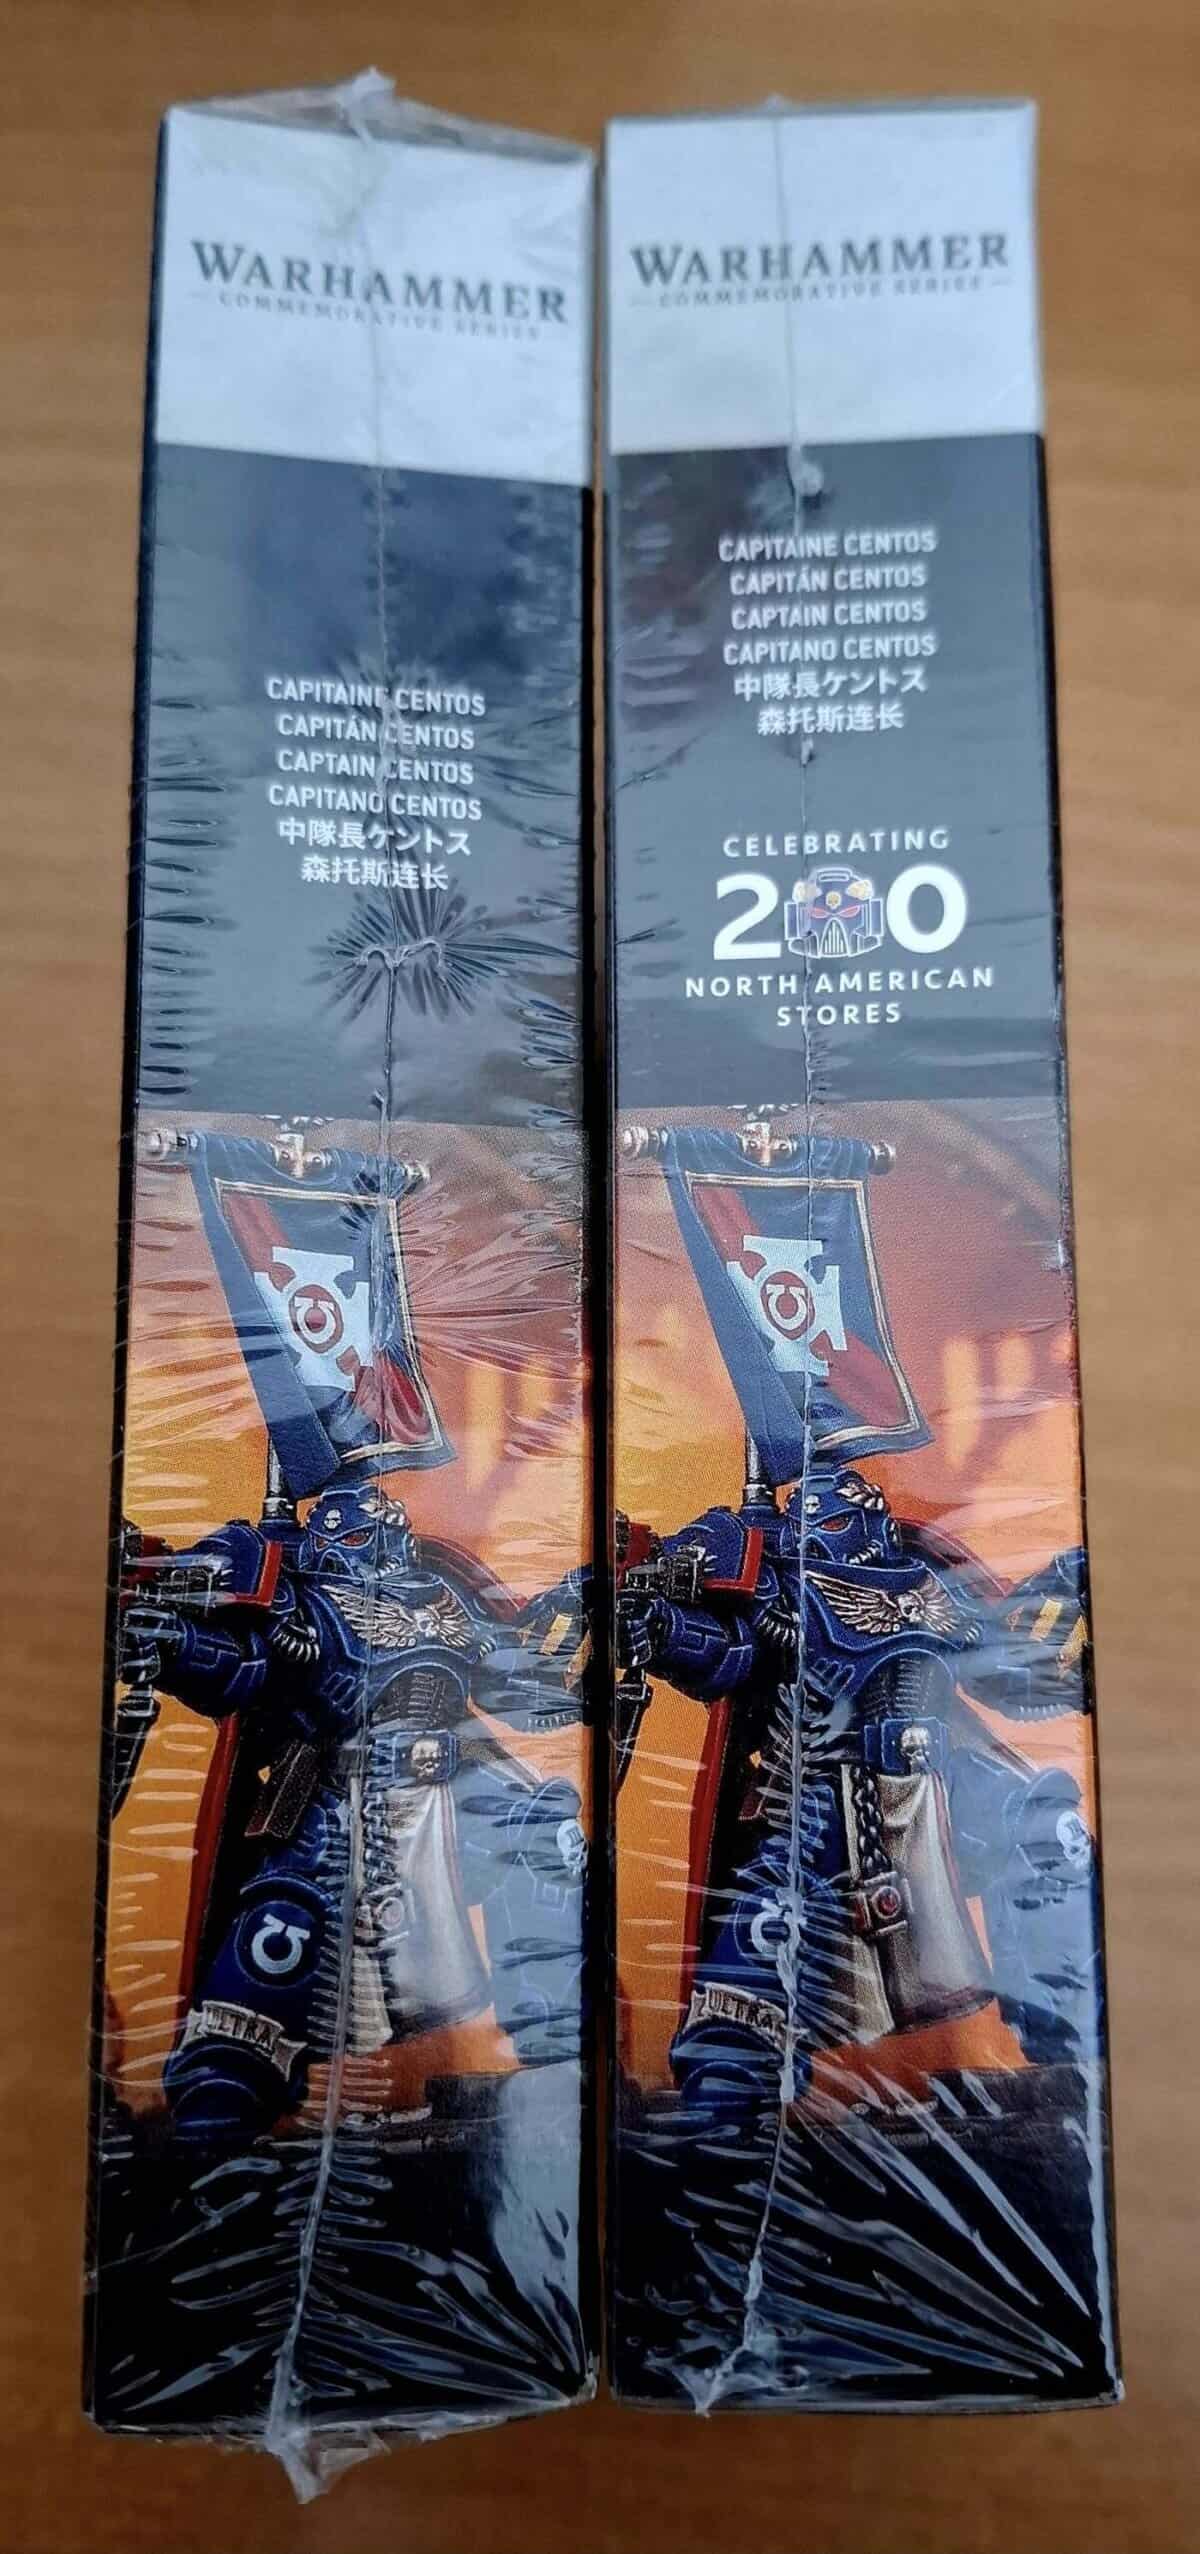 WARHAMMER
COMMEMORATIVE SERIES
CAPITAINE CENTOS
CAPITÁN CENTOS
CAPTAIN CENTOS
CAPITANO CENTOS
中隊長ケントス
森托斯连长
ULTRA
WARHAMMER
COMMEMORATIVE SERIES
CAPITAINE CENTOS
CAPITÁN CENTOS
CAPTAIN CENTOS
CAPITANO CENTOS
中隊長ケントス
森托斯连长
CELEBRATING
200
NORTH AMERICAN
STORES
ULTRA